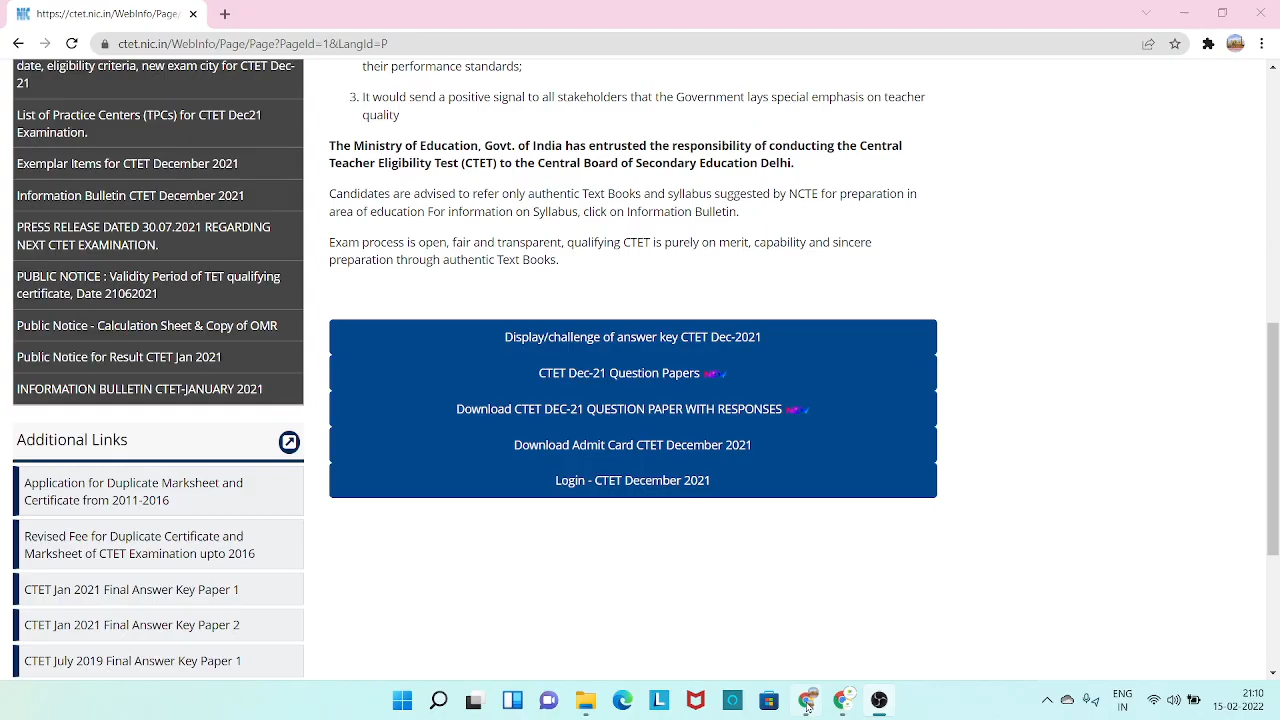 https://ctet.nic.in/WebInfo/Page/
ctet.nic.in/WebInfo/Page/Page?PageId=1&LangId=P
date, eligibility criteria, new exam city for CTET Dec-
21
List of Practice Centers (TPCs) for CTET Dec21
Examination.
Exemplar Items for CTET December 2021
Information Bulletin CTET December 2021
PRESS RELEASE DATED 30.07.2021 REGARDING
NEXT CTET EXAMINATION.
PUBLIC NOTICE : Validity Period of TET qualifying
certificate, Date 21062021
Public Notice - Calculation Sheet & Copy of OMR
Public Notice for Result CTET Jan 2021
INFORMATION BULLETIN CTET-JANUARY 2021
Additional Links
Application for Duplicate Marksheet and
Certificate from 2011-2016
Revised Fee for Duplicate Certificate and
Marksheet of CTET Examination upto 2016
CTET Jan 2021 Final Answer Key Paper 1
CTET Jan 2021 Final Answer Key Paper 2
CTET July 2019 Final Answer Key Paper 1
their performance standards;
3. It would send a positive signal to all stakeholders that the Government lays special emphasis on teacher
quality
The Ministry of Education, Govt. of India has entrusted the responsibility of conducting the Central
Teacher Eligibility Test (CTET) to the Central Board of Secondary Education Delhi.
Candidates are advised to refer only authentic Text Books and syllabus suggested by NCTE for preparation in
area of education For information on Syllabus, click on Information Bulletin.
Exam process is open, fair and transparent, qualifying CTET is purely on merit, capability and sincere
preparation through authentic Text Books.
Display/challenge of answer key CTET Dec-2021
CTET Dec-21 Question Papers
Download CTET DEC-21 QUESTION PAPER WITH RESPONSES
Download Admit Card CTET December 2021
Login - CTET December 2021
ENG
IN
21:10
15-02-2022